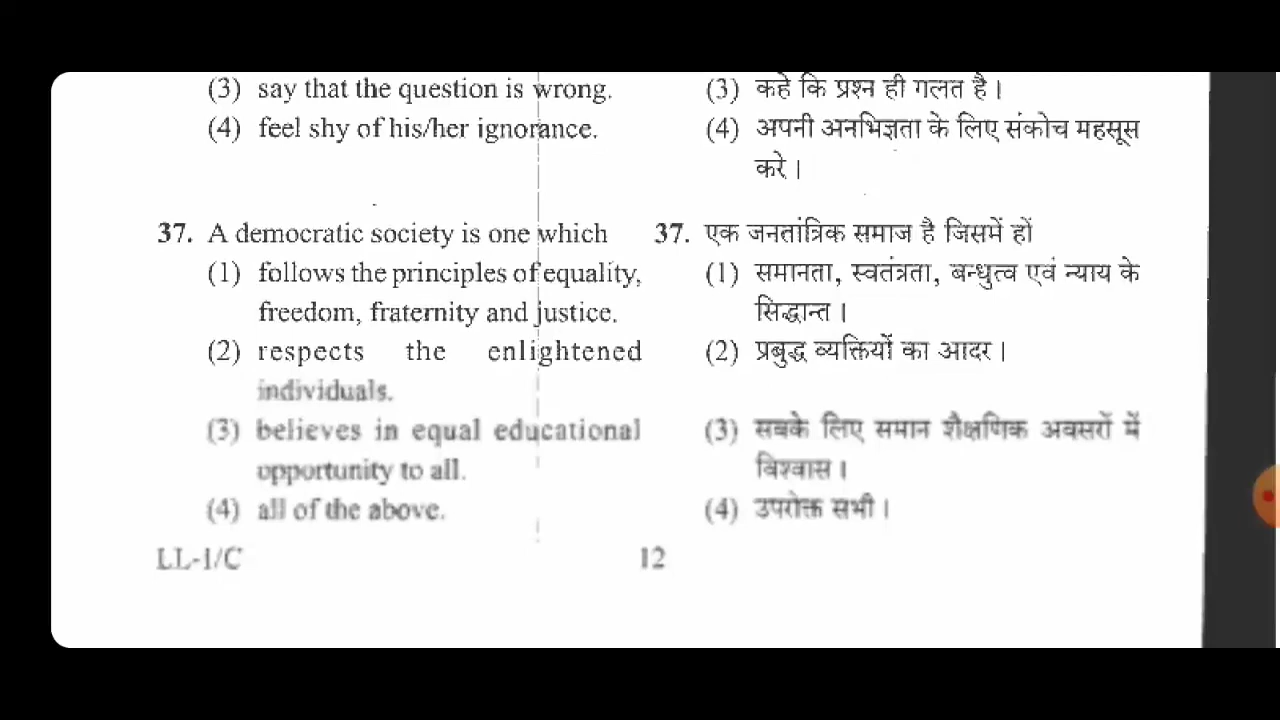 (3) say that the question is wrong.
(4) feel shy of his/her ignorance.
37. A democratic society is one which
(1) follows the principles of equality,
freedom, fraternity and justice.
(2) respects the enlightened
individuals.
(3) believes in equal educational
opportunity to all.
(4) all of the above.
LL-1/C
(3) कहे कि प्रश्न ही गलत है।
(4) अपनी अनभिज्ञता के लिए संकोच महसूस
करे।
37. एक जनतांत्रिक समाज है जिसमें हों
(1) समानता, स्वतंत्रता, बन्धुत्व एवं न्याय के
सिद्धान्त।
(2) प्रबुद्ध व्यक्तियों का आदर।
(3) सबके लिए समान शैक्षणिक अवसरों में
विश्वास।
(4) उपरोक्त सभी।
12